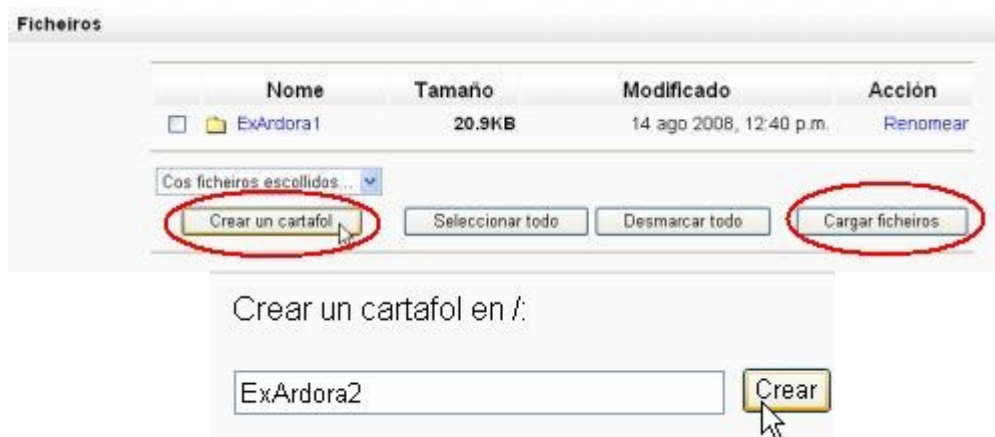 Ficheiros
Nome Tamaño Modificado Acción
ExArdora1 20.9KB 14 ago 2008, 12:40 p.m. Renomear
Cos ficheiros escollidos...
Crear un cartafol Seleccionar todo Desmarcar todo Cargar ficheiros
Crear un cartafol en /:
ExArdora2 Crear